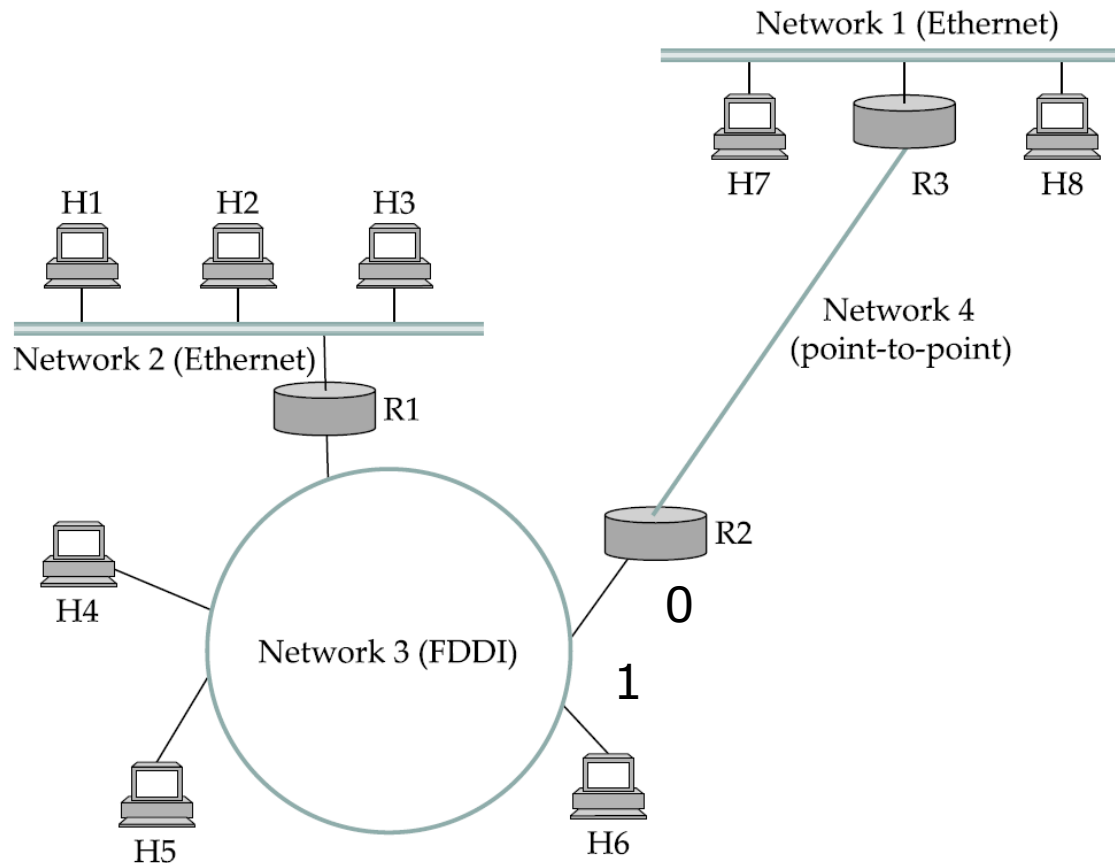 Network 1 (Ethernet)
H7
R3
H8
H1
H2
H3
Network 4
(point-to-point)
Network 2 (Ethernet)
R1
R2
H4
0
Network 3 (FDDI)
1
H5
H6